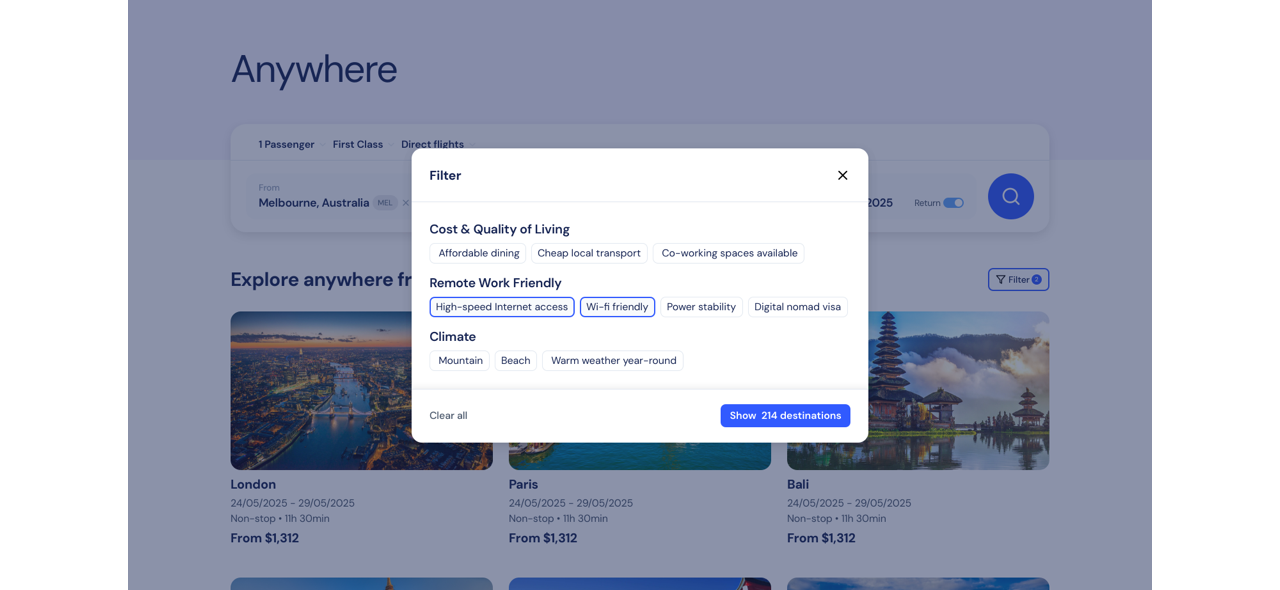 Anywhere
1 Passenger First Class Direct flights
From
Melbourne, Australia MEL
2025
Return
Explore anywhere fr
Filter 2
Filter
Cost & Quality of Living
Affordable dining Cheap local transport Co-working spaces available
Remote Work Friendly
High-speed Internet access Wi-fi friendly Power stability Digital nomad visa
Climate
Mountain Beach Warm weather year-round
Clear all Show 214 destinations
London Paris Bali
24/05/2025 - 29/05/2025 24/05/2025 - 29/05/2025 24/05/2025 - 29/05/2025
Non-stop • 11h 30min Non-stop • 11h 30min Non-stop • 11h 30min
From $1,312 From $1,312 From $1,312